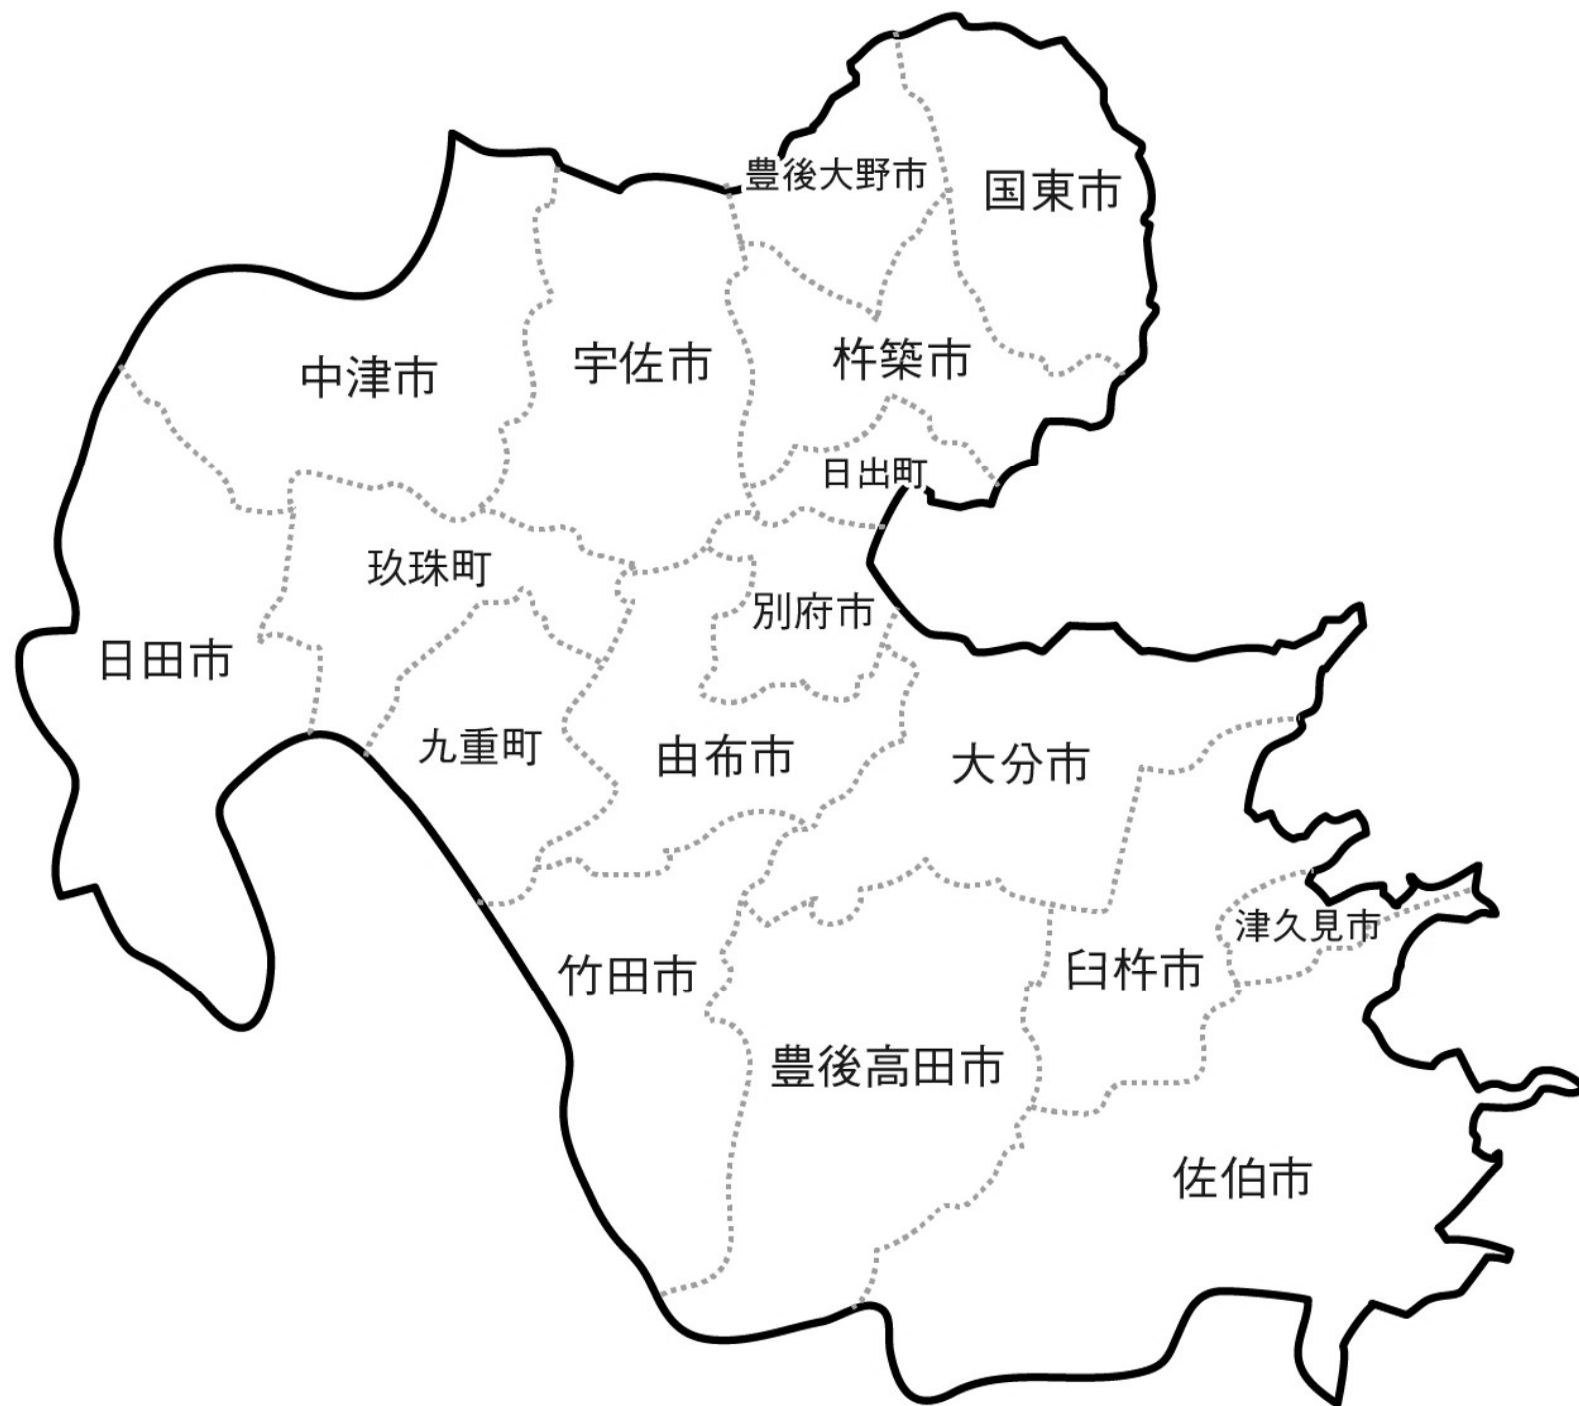 豊後大野市
国東市
中津市
宇佐市
杵築市
日出町
玖珠町
別府市
日田市
九重町
由布市
大分市
津久見市
竹田市
臼杵市
豊後高田市
佐伯市